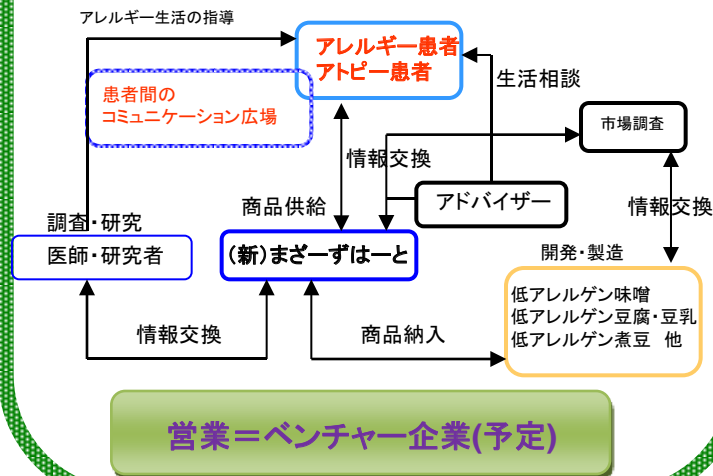 アレルギー生活の指導
アレルギー患者
アトピー患者
患者間の
コミュニケーション広場
生活相談
市場調査
情報交換
商品供給
アドバイザー
情報交換
調査・研究
医師・研究者
（新）まざーずはーと
開発・製造
低アレルゲン味噌
低アレルゲン豆腐・豆乳
低アレルゲン煮豆　他
情報交換
商品納入
営業＝ベンチャー企業(予定)